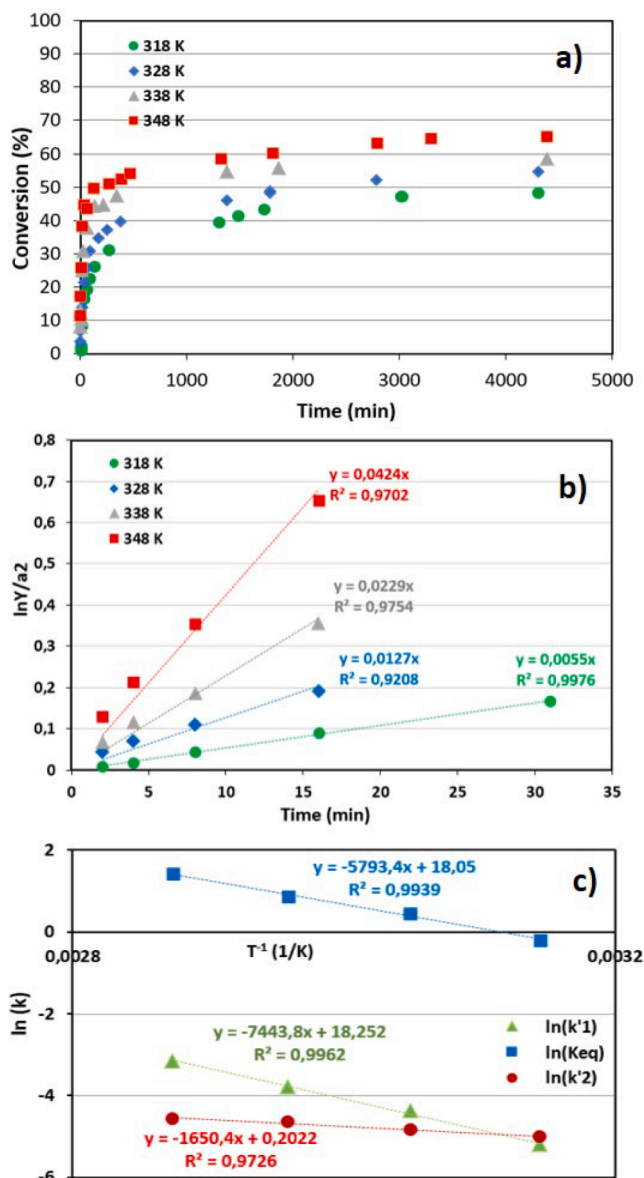 a)
318 K
328 K
338 K
348 K
100
90
80
70
60
50
40
30
20
10
0
Conversion (%)
0 1000 2000 3000 4000 5000
Time (min)
b)
318 K
328 K
338 K
348 K
0,8
0,7
0,6
0,5
0,4
0,3
0,2
0,1
0
lnY/a2
y = 0,0424x
R² = 0,9702
y = 0,0229x
R² = 0,9754
y = 0,0127x
R² = 0,9208
y = 0,0055x
R² = 0,9976
0 5 10 15 20 25 30 35
Time (min)
c)
2
0
-2
-4
-6
ln (k)
y = -5793,4x + 18,05
R² = 0,9939
0,0028 T⁻¹ (1/K) 0,0032
y = -7443,8x + 18,252
R² = 0,9962
ln(k'1)
ln(Keq)
ln(k'2)
y = -1650,4x + 0,2022
R² = 0,9726